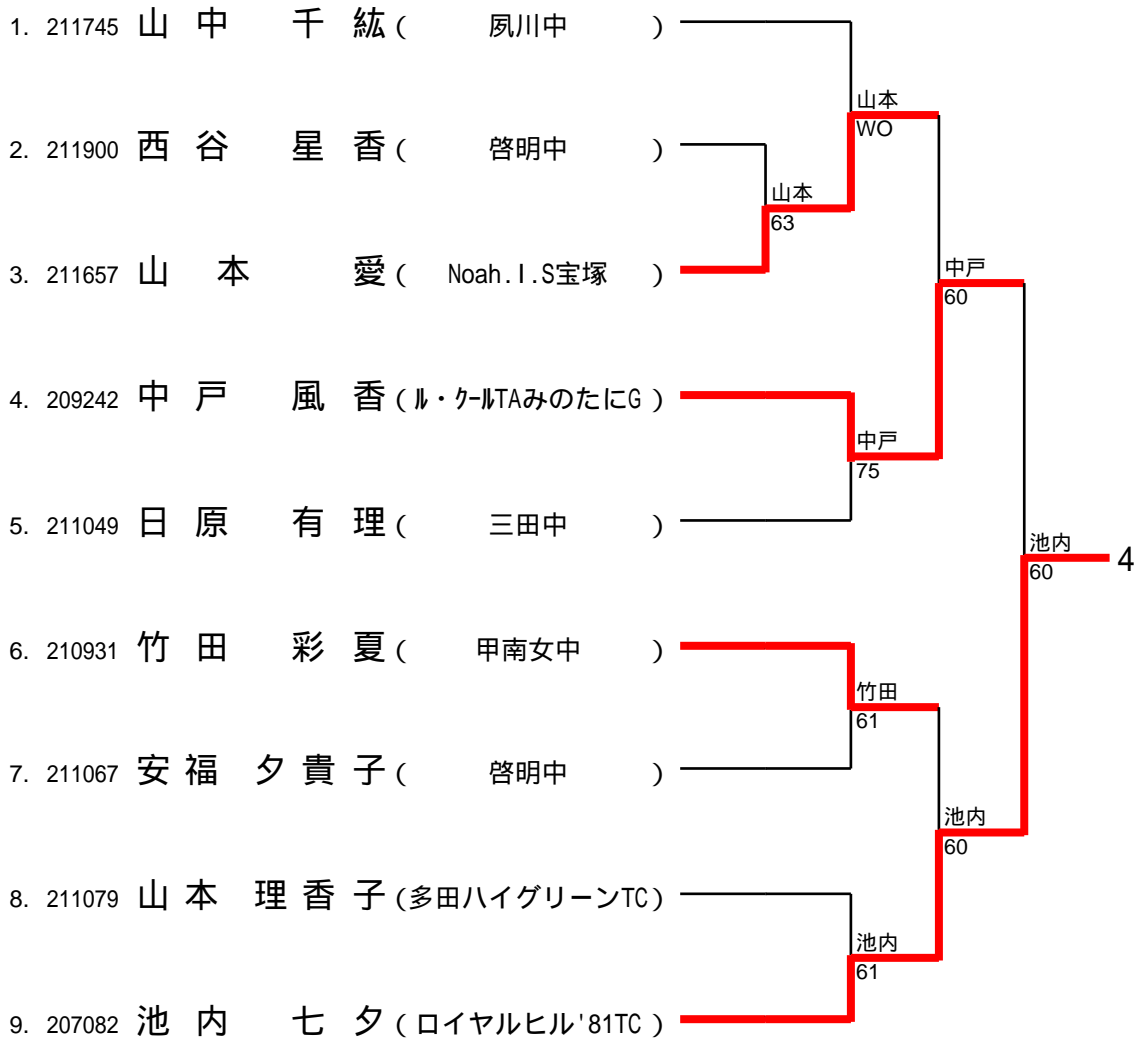 1. 211745 山中 千紘 ( 夙川中 )
山本
WO
2. 211900 西谷 星香 ( 啓明中 )
山本
63
3. 211657 山本 愛 ( Noah.I.S宝塚 )
中戸
60
4. 209242 中戸 風香 (ル・クールTAみのたにG )
中戸
75
5. 211049 日原 有理 ( 三田中 )
池内
60
4
6. 210931 竹田 彩夏 ( 甲南女中 )
竹田
61
7. 211067 安福 夕貴子 ( 啓明中 )
池内
60
8. 211079 山本 理香子 (多田ハイグリーンTC)
池内
61
9. 207082 池内 七夕 ( ロイヤルヒル'81TC )